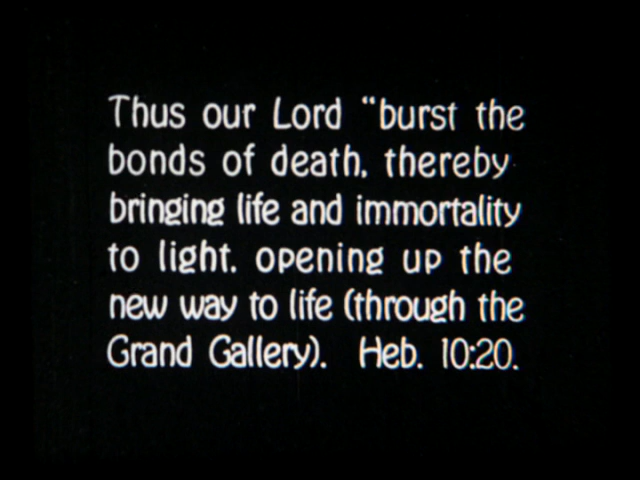 Thus our Lord “burst the
bonds of death, thereby
bringing life and immortality
to light, opening up the
new way to life (through the
Grand Gallery).  Heb. 10:20.